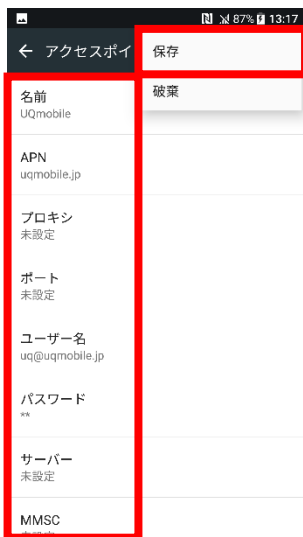 87% 13:17
アクセスポイ
保存
破棄
名前
UQmobile
APN
uqmobile.jp
プロキシ
未設定
ポート
未設定
ユーザー名
uq@uqmobile.jp
パスワード
**
サーバー
未設定
MMSC